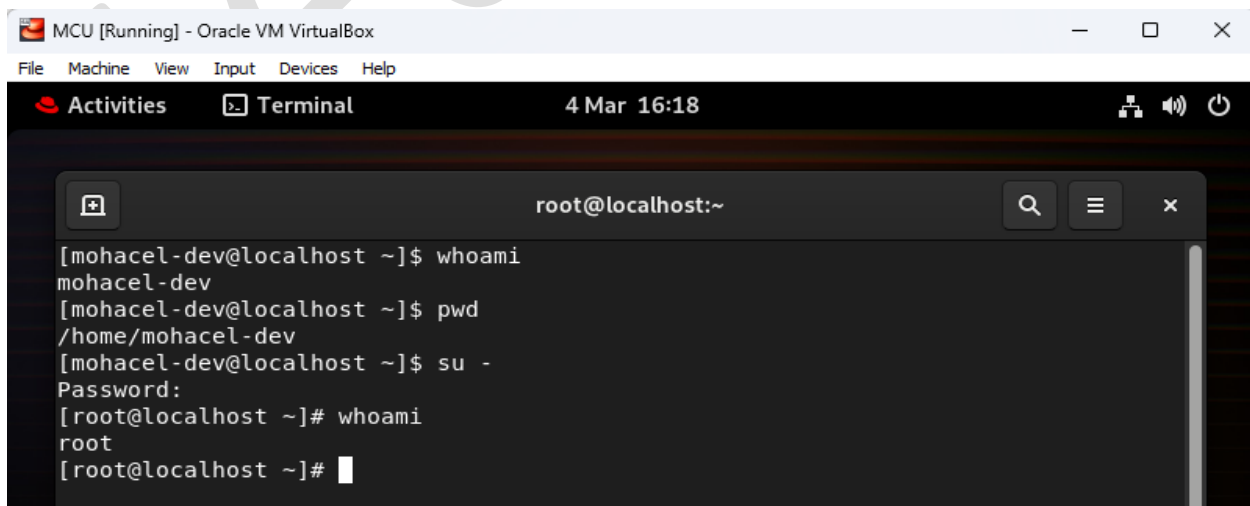 MCU [Running] - Oracle VM VirtualBox
File Machine View Input Devices Help
Activities Terminal 4 Mar 16:18
root@localhost:~
[mohacel-dev@localhost ~]$ whoami
mohacel-dev
[mohacel-dev@localhost ~]$ pwd
/home/mohacel-dev
[mohacel-dev@localhost ~]$ su -
Password:
[root@localhost ~]# whoami
root
[root@localhost ~]#